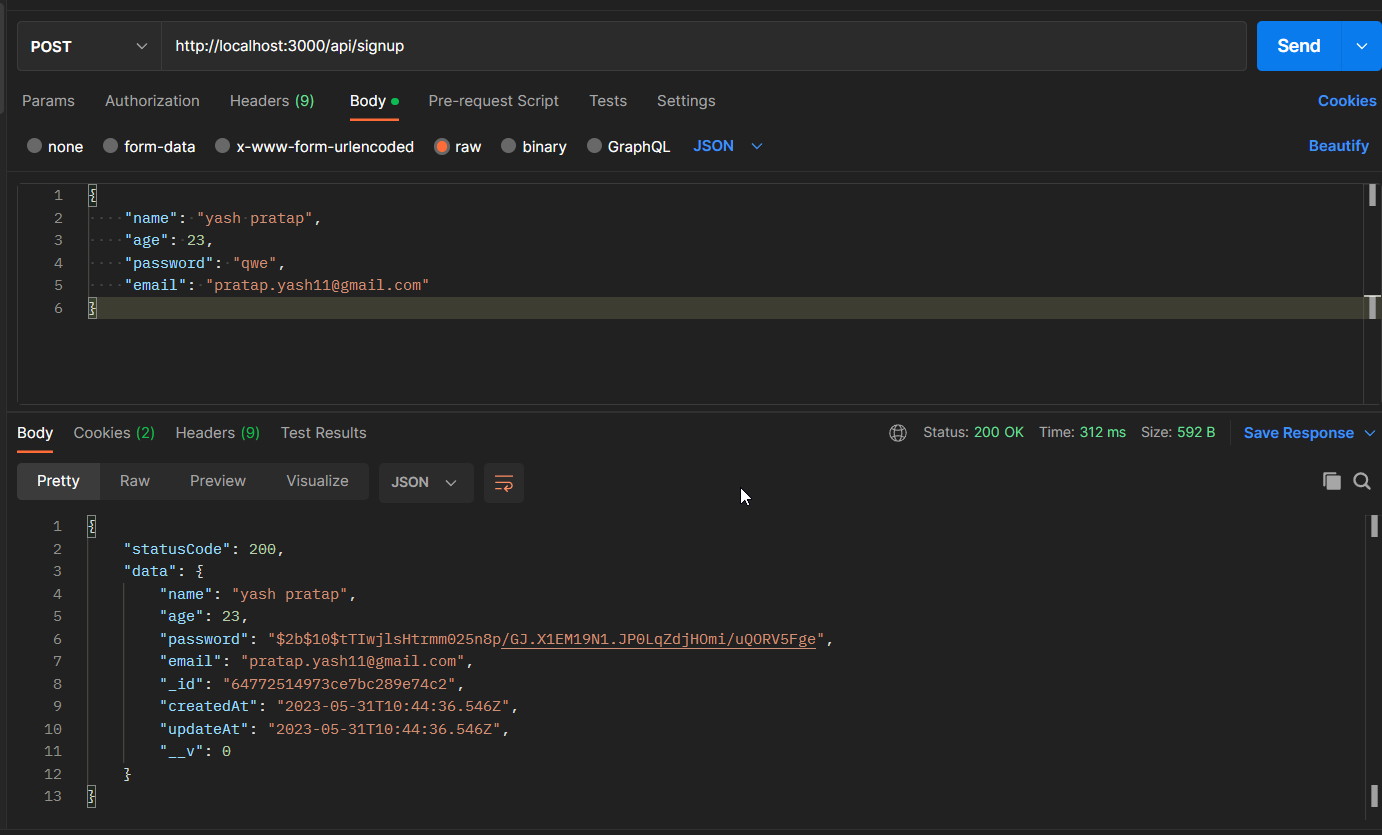 POST http://localhost:3000/api/signup Send
Params Authorization Headers (9) Body Pre-request Script Tests Settings Cookies
none form-data x-www-form-urlencoded raw binary GraphQL JSON Beautify
1 {
2 "name": "yash pratap",
3 "age": 23,
4 "password": "qwe",
5 "email": "pratap.yash11@gmail.com"
6 }
Body Cookies (2) Headers (9) Test Results Status: 200 OK Time: 312 ms Size: 592 B Save Response
Pretty Raw Preview Visualize JSON
1 {
2 "statusCode": 200,
3 "data": {
4 "name": "yash pratap",
5 "age": 23,
6 "password": "$2b$10$tTIwjlsHtrmm025n8p/GJ.X1EM19N1.JP0LqZdjHOmi/uQORV5Fge",
7 "email": "pratap.yash11@gmail.com",
8 "_id": "64772514973ce7bc289e74c2",
9 "createdAt": "2023-05-31T10:44:36.546Z",
10 "updateAt": "2023-05-31T10:44:36.546Z",
11 "__v": 0
12 }
13 }